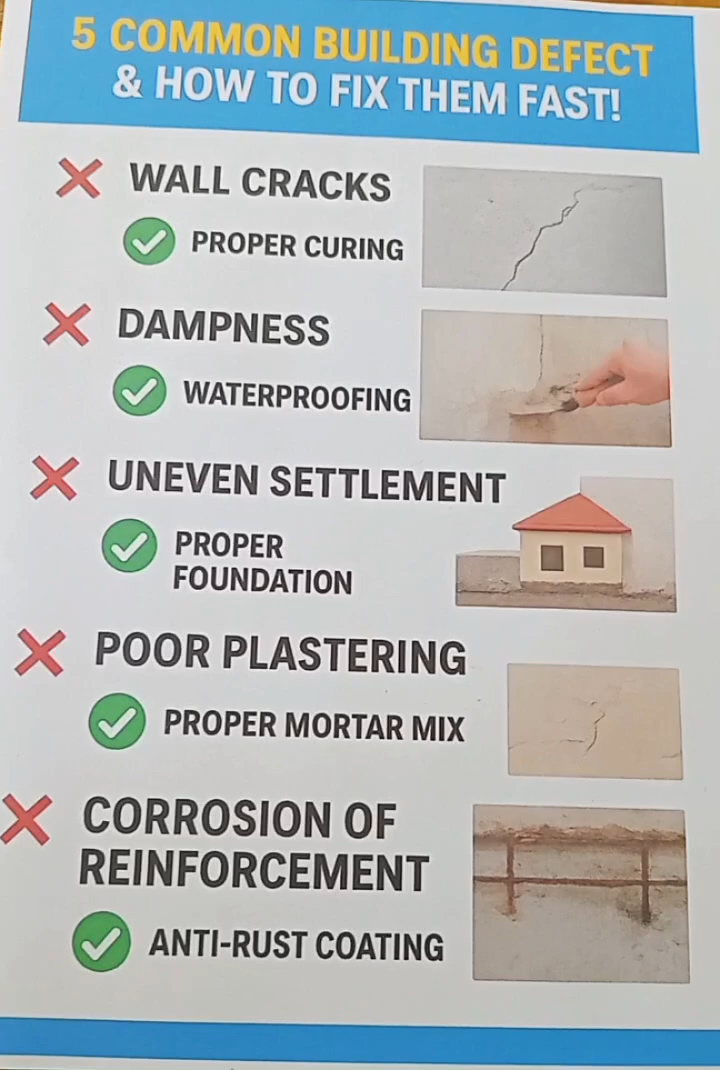 5 COMMON BUILDING DEFECT
& HOW TO FIX THEM FAST!
WALL CRACKS
PROPER CURING
DAMPNESS
WATERPROOFING
UNEVEN SETTLEMENT
PROPER
FOUNDATION
POOR PLASTERING
PROPER MORTAR MIX
CORROSION OF
REINFORCEMENT
ANTI-RUST COATING